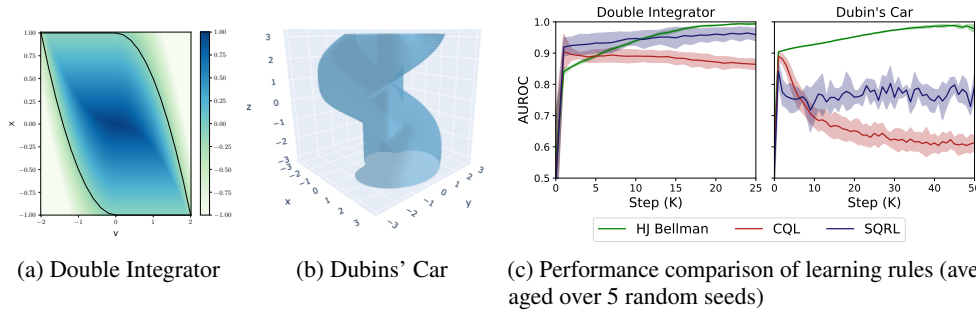 Double Integrator
Dubin's Car
1.00
0.75
0.50
0.25
0.00
-0.25
-0.50
-0.75
-1.00
x
-2
-1
0
1
2
v
1.00
0.75
0.50
0.25
0.00
-0.25
-0.50
-0.75
-1.00
3
2
1
0
−1
−2
−3
z
x
y
1.0
0.9
0.8
0.7
0.6
0.5
AUROC
0 5 10 15 20 25
0 10 20 30 40 50
Step (K)
Step (K)
HJ Bellman
CQL
SQRL
(a) Double Integrator
(b) Dubins' Car
(c) Performance comparison of learning rules (ave
aged over 5 random seeds)